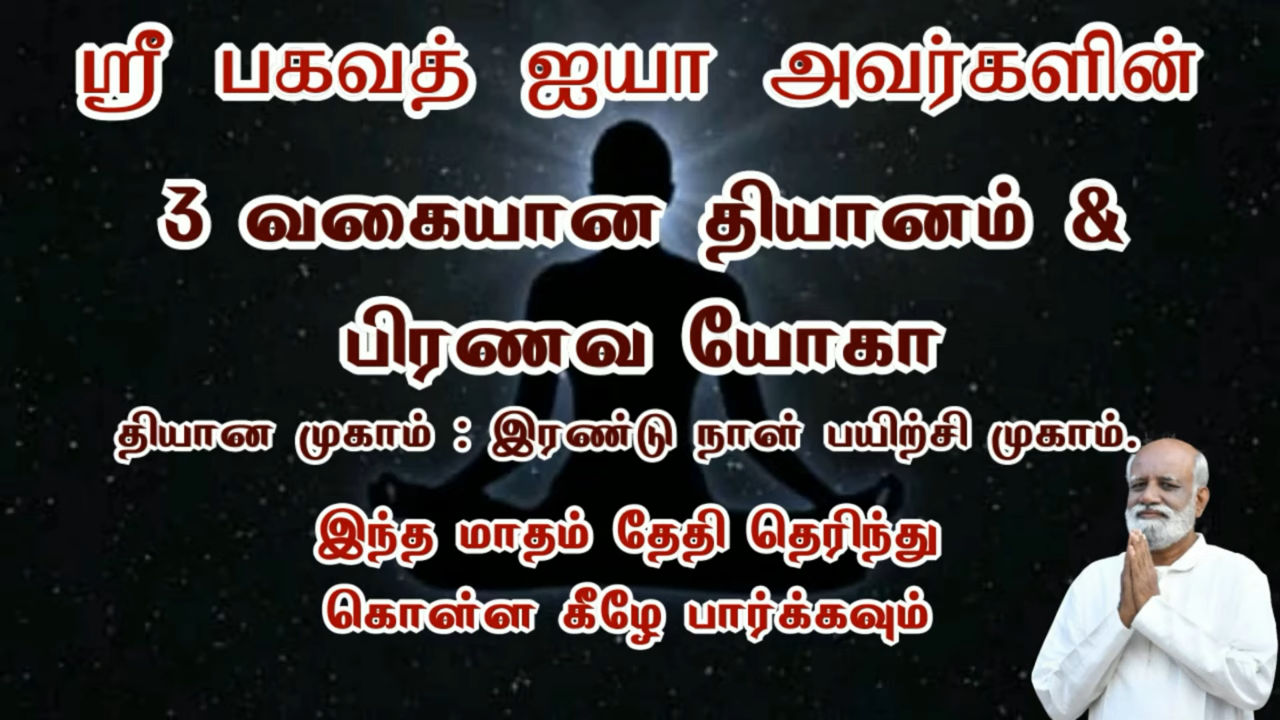 ஸ்ரீ பகவத் ஐயா அவர்களின்
3 வகையான தியானம் &
பிரணவ யோகா
தியான முகாம் : இரண்டு நாள் பயிற்சி முகாம்.
இந்த மாதம் தேதி தெரிந்து
கொள்ள கீழே பார்க்கவும்